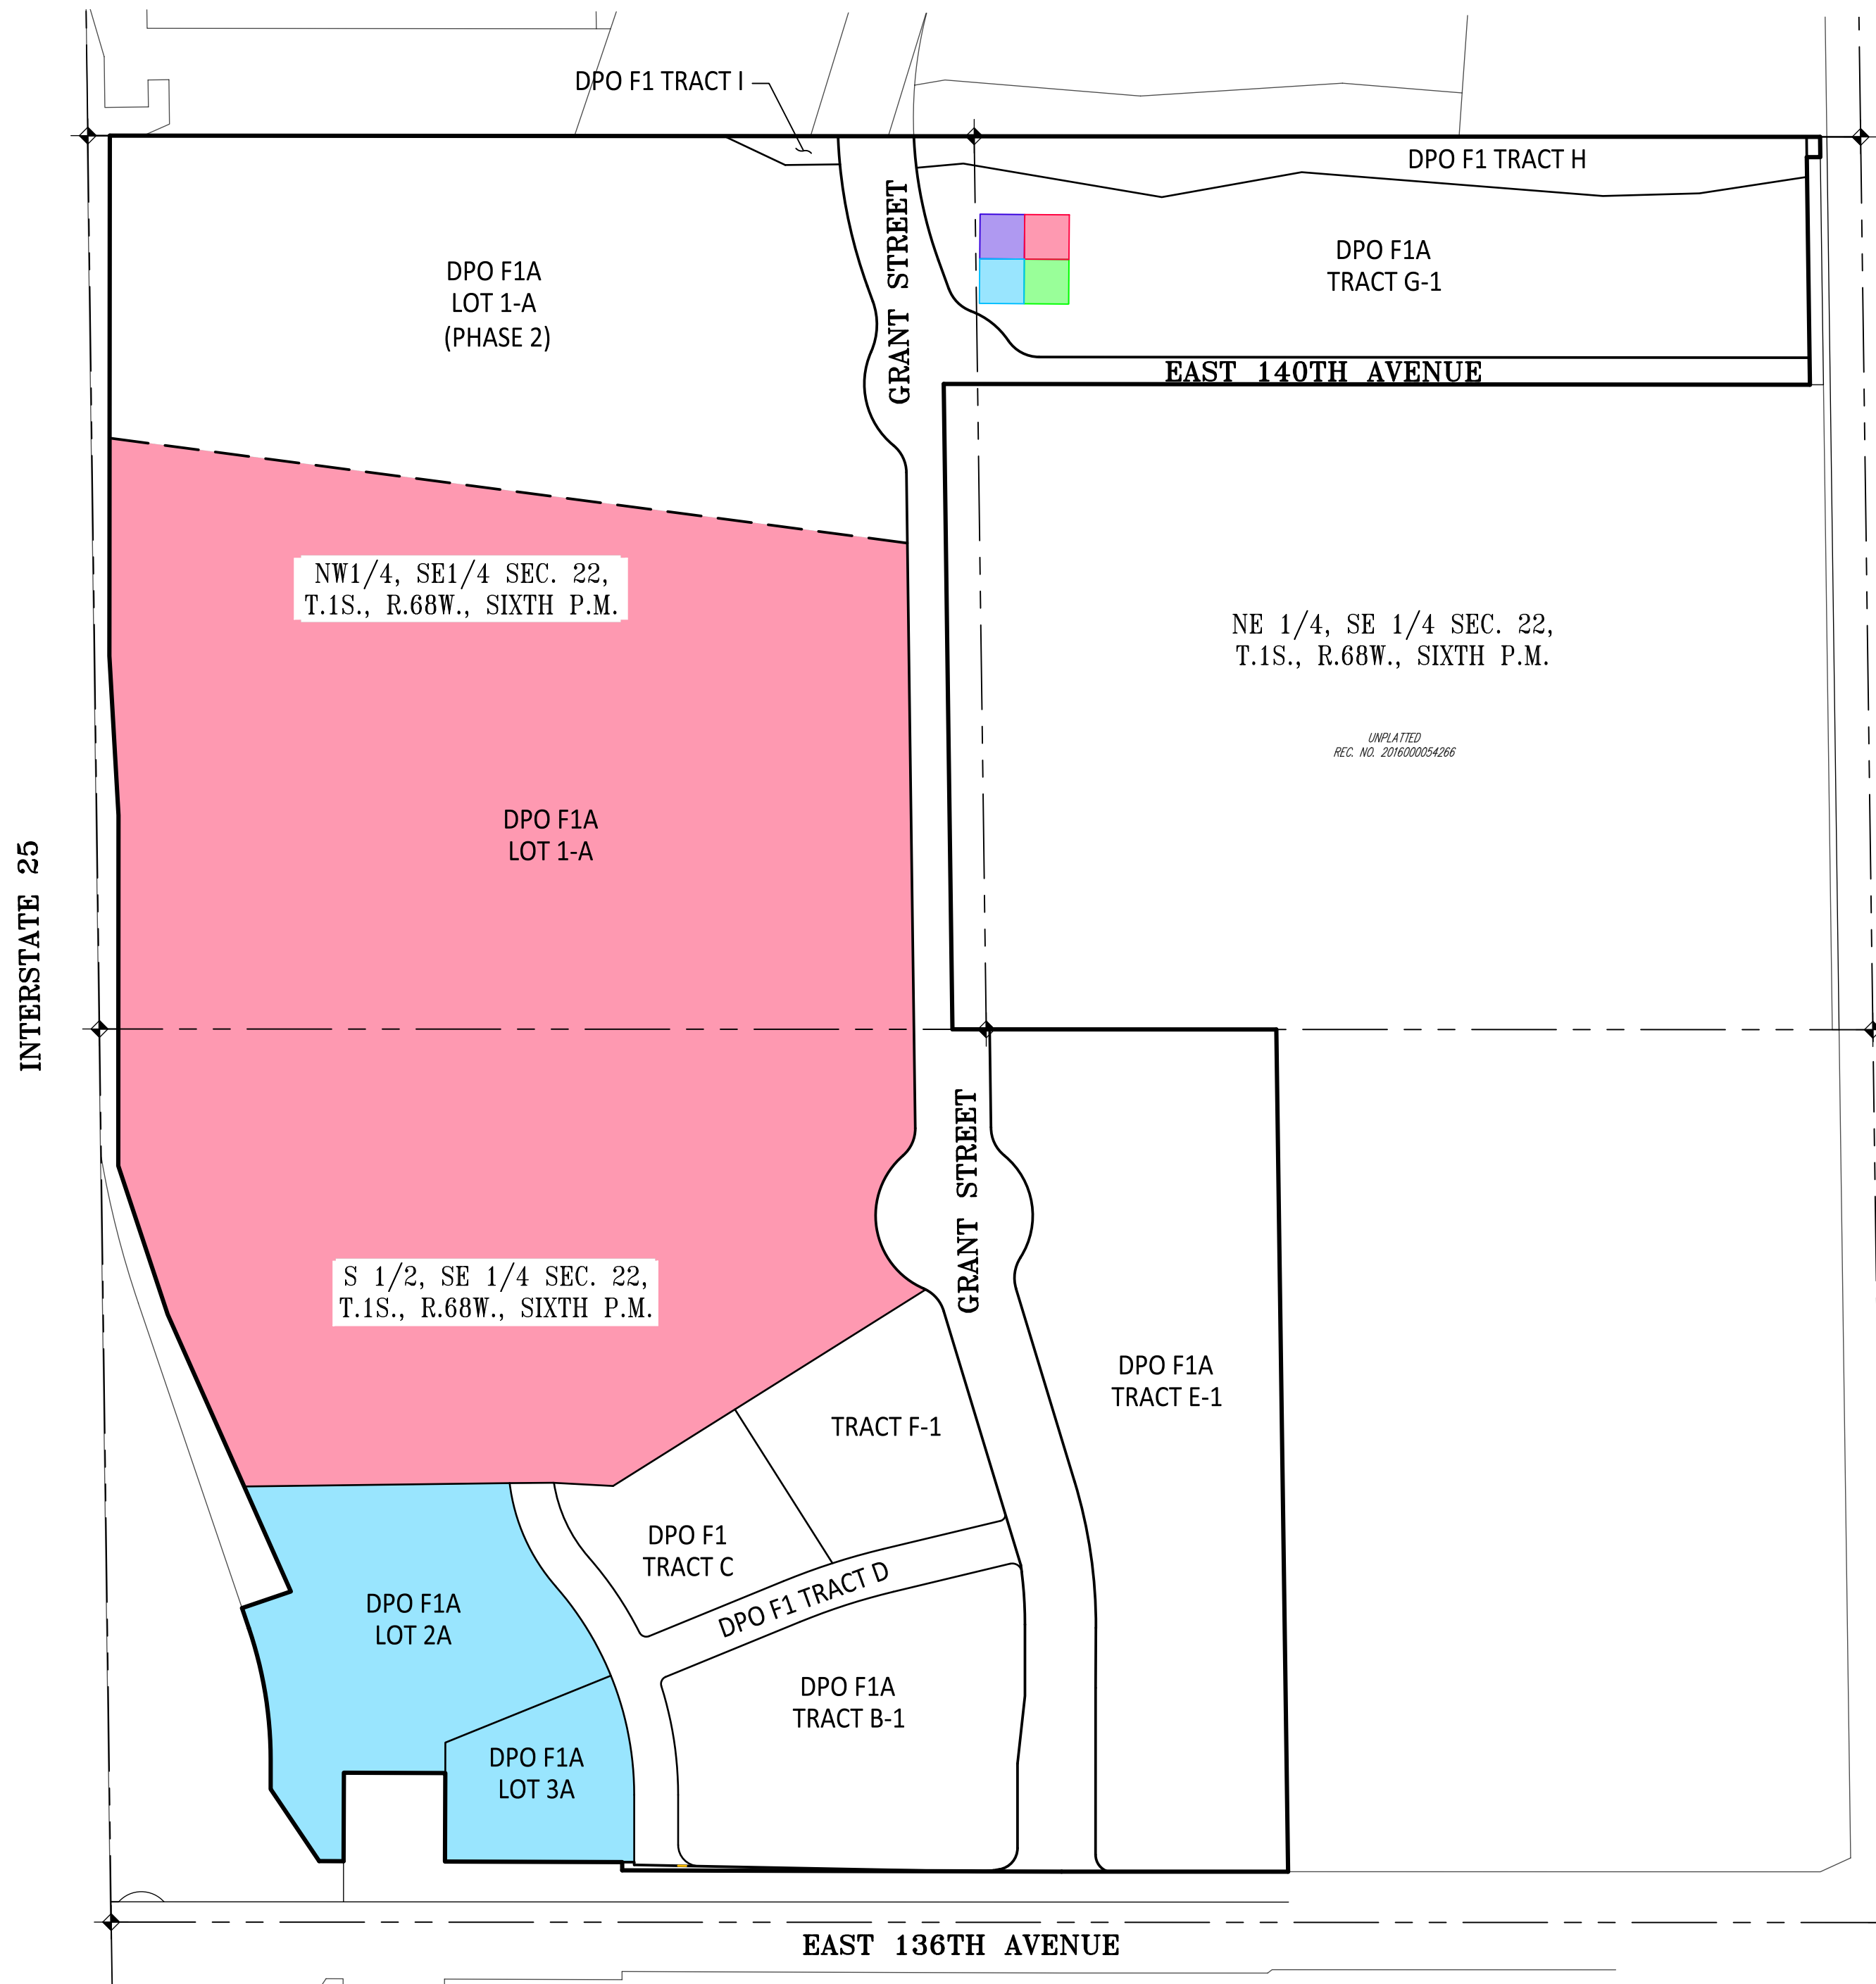 DPO F1 TRACT I
DPO F1 TRACT H
DPO F1A
LOT 1-A
(PHASE 2)
GRANT STREET
DPO F1A
TRACT G-1
EAST 140TH AVENUE
NW1/4, SE1/4 SEC. 22,
T.1S., R.68W., SIXTH P.M.
NE 1/4, SE 1/4 SEC. 22,
T.1S., R.68W., SIXTH P.M.
UNPLATTED
REC. NO. 2016000054266
DPO F1A
LOT 1-A
INTERSTATE 25
GRANT STREET
S 1/2, SE 1/4 SEC. 22,
T.1S., R.68W., SIXTH P.M.
DPO F1A
TRACT E-1
TRACT F-1
DPO F1
TRACT C
DPO F1 TRACT D
DPO F1A
LOT 2A
DPO F1A
TRACT B-1
DPO F1A
LOT 3A
EAST 136TH AVENUE